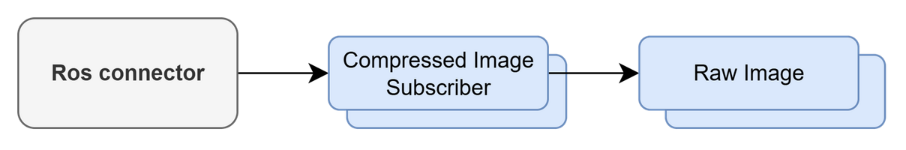 Ros connector
Compressed Image
Subscriber
Raw Image